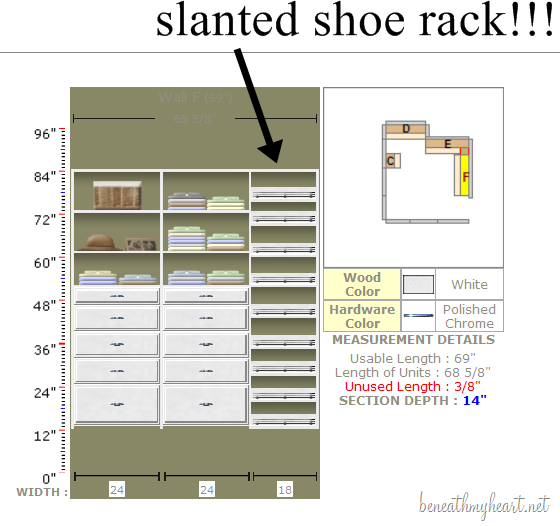 slanted shoe rack!!!
Wall F (69")
68 5/8"
96"
84"
72"
60"
48"
36"
24"
12"
0"
WIDTH :
24
24
18
D
E
C
F
Wood Color
White
Hardware Color
Polished Chrome
MEASUREMENT DETAILS
Usable Length : 69"
Length of Units : 68 5/8"
Unused Length : 3/8"
SECTION DEPTH : 14"
beneathmyheart.net